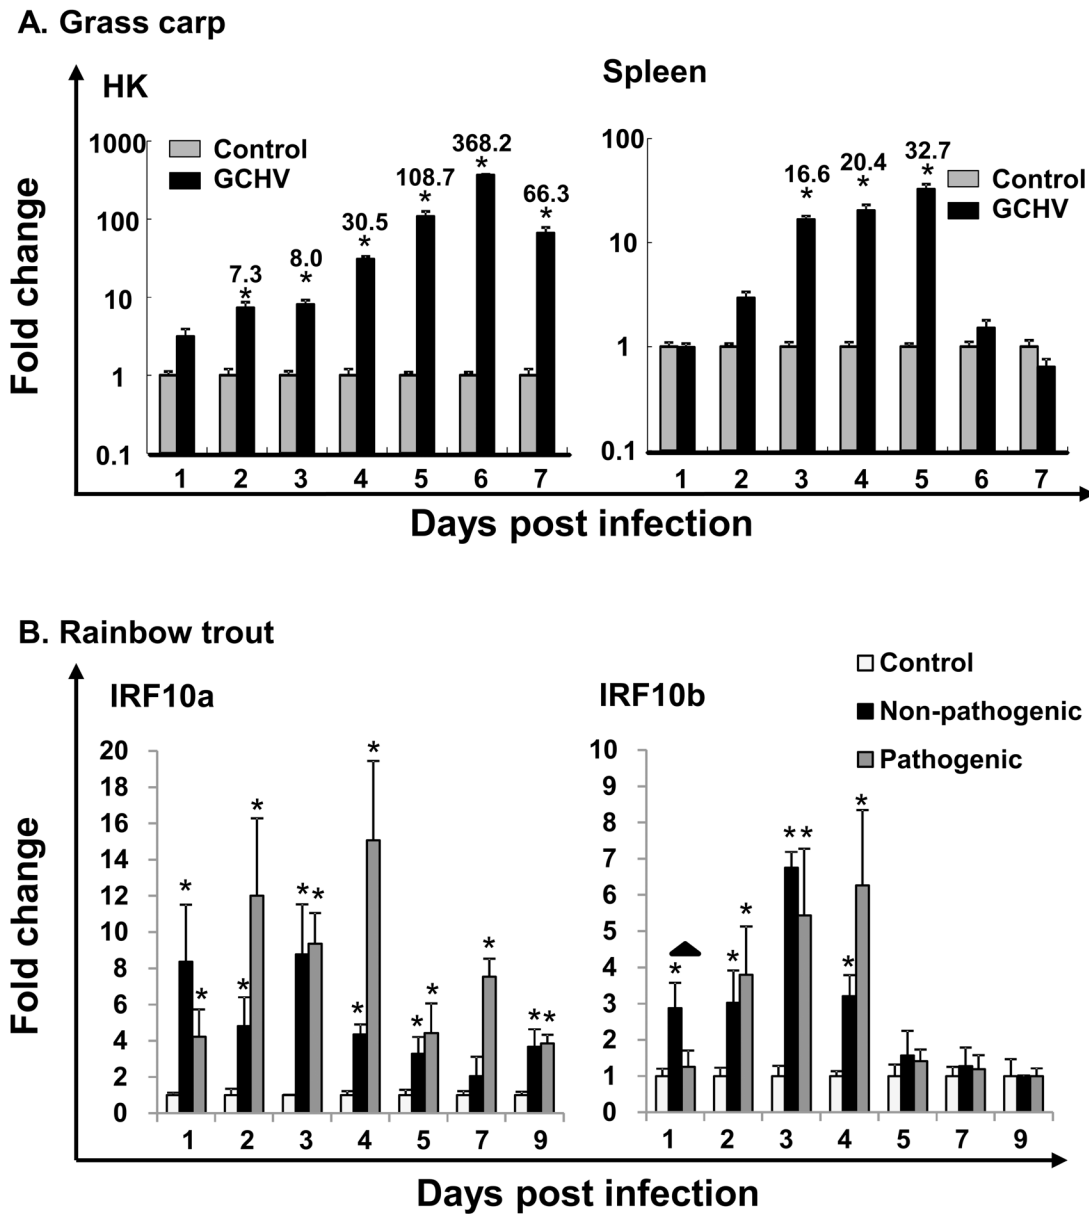 A. Grass carp
HK
Spleen
Fold change
1000
100
10
1
0.1
Control
GCHV
7.3
*
8.0
*
30.5
*
108.7
*
368.2
*
66.3
*
1 2 3 4 5 6 7
100
10
1
0.1
16.6
*
20.4
*
32.7
*
Control
GCHV
1 2 3 4 5 6 7
Days post infection
B. Rainbow trout
Control
Non-pathogenic
Pathogenic
IRF10a
IRF10b
Fold change
20
18
16
14
12
10
8
6
4
2
0
* * * * * * * * * * * * *
1 2 3 4 5 7 9
10
9
8
7
6
5
4
3
2
1
0
* * * * * * *
1 2 3 4 5 7 9
Days post infection